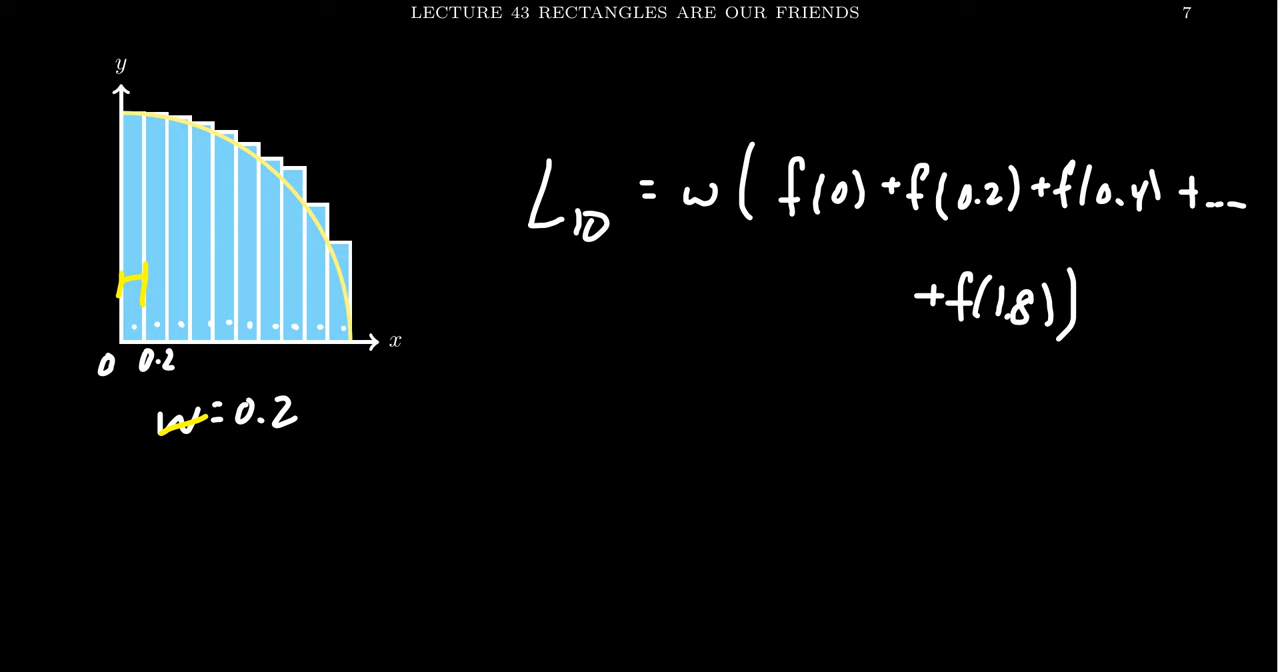 LECTURE 43 RECTANGLES ARE OUR FRIENDS 7
y
L₁₀ = w ( f(0) + f(0.2) + f(0.4) + ...
+ f(1.8) )
x
0 0.2
w = 0.2